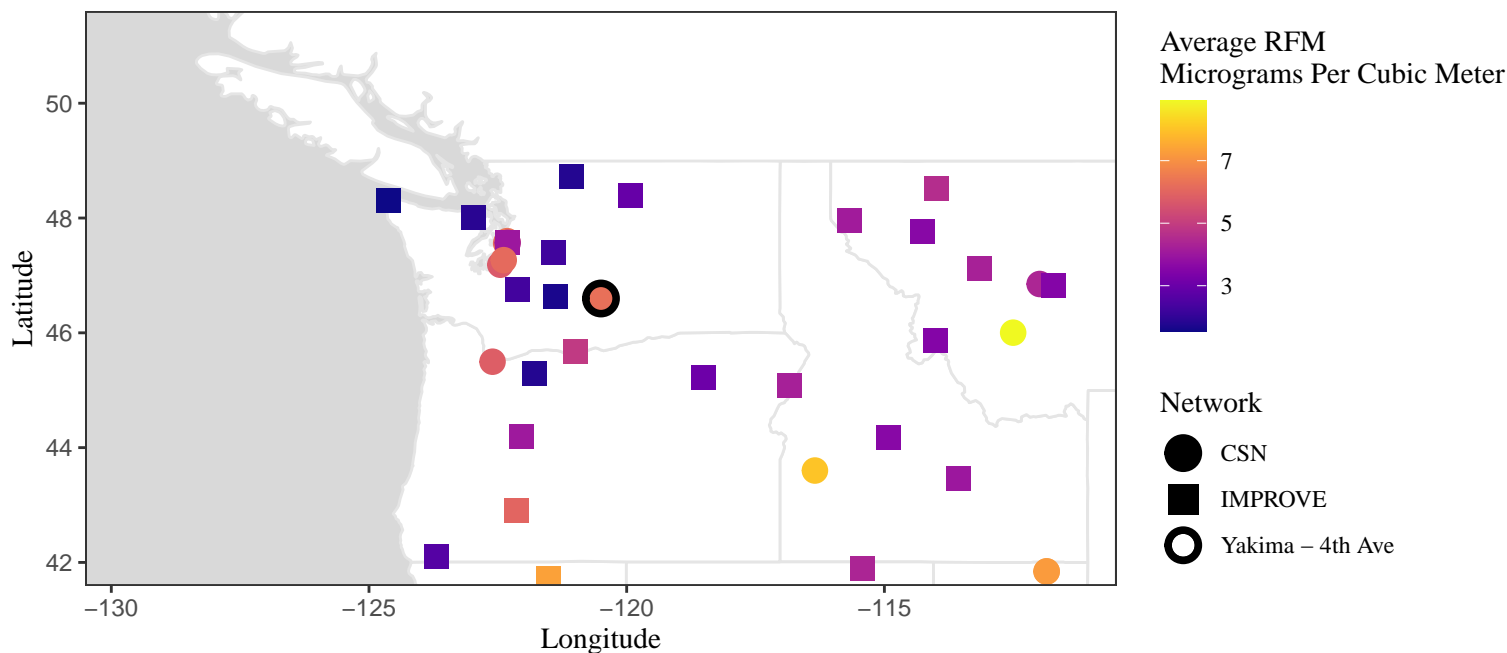 Average RFM
Micrograms Per Cubic Meter
7
5
3
Network
CSN
IMPROVE
Yakima – 4th Ave
Latitude
50
48
46
44
42
−130
−125
−120
−115
Longitude